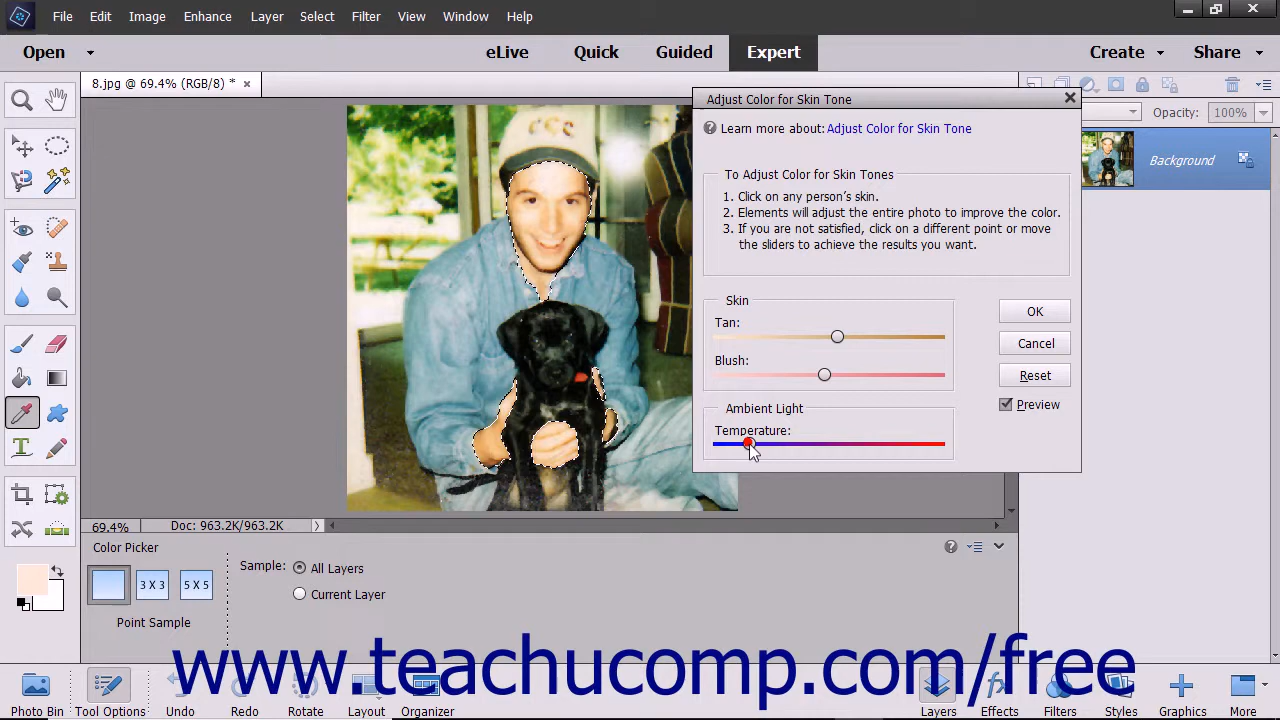 File Edit Image Enhance Layer Select Filter View Window Help
Open eLive Quick Guided Expert Create Share
8.jpg @ 69.4% (RGB/8) * ×
Opacity: 100%
Background
Adjust Color for Skin Tone
Learn more about: Adjust Color for Skin Tone
To Adjust Color for Skin Tones
1. Click on any person's skin.
2. Elements will adjust the entire photo to improve the color.
3. If you are not satisfied, click on a different point or move
the sliders to achieve the results you want.
Skin
Tan:
Blush:
Ambient Light
Temperature:
OK
Cancel
Reset
Preview
69.4% Doc: 963.2K/963.2K
Color Picker
3 X 3 5 X 5
Point Sample
Sample: All Layers
Current Layer
www.teachucomp.com/free
Photo Bin Tool Options Undo Redo Rotate Layout Organizer Layers Effects Filters Styles Graphics More